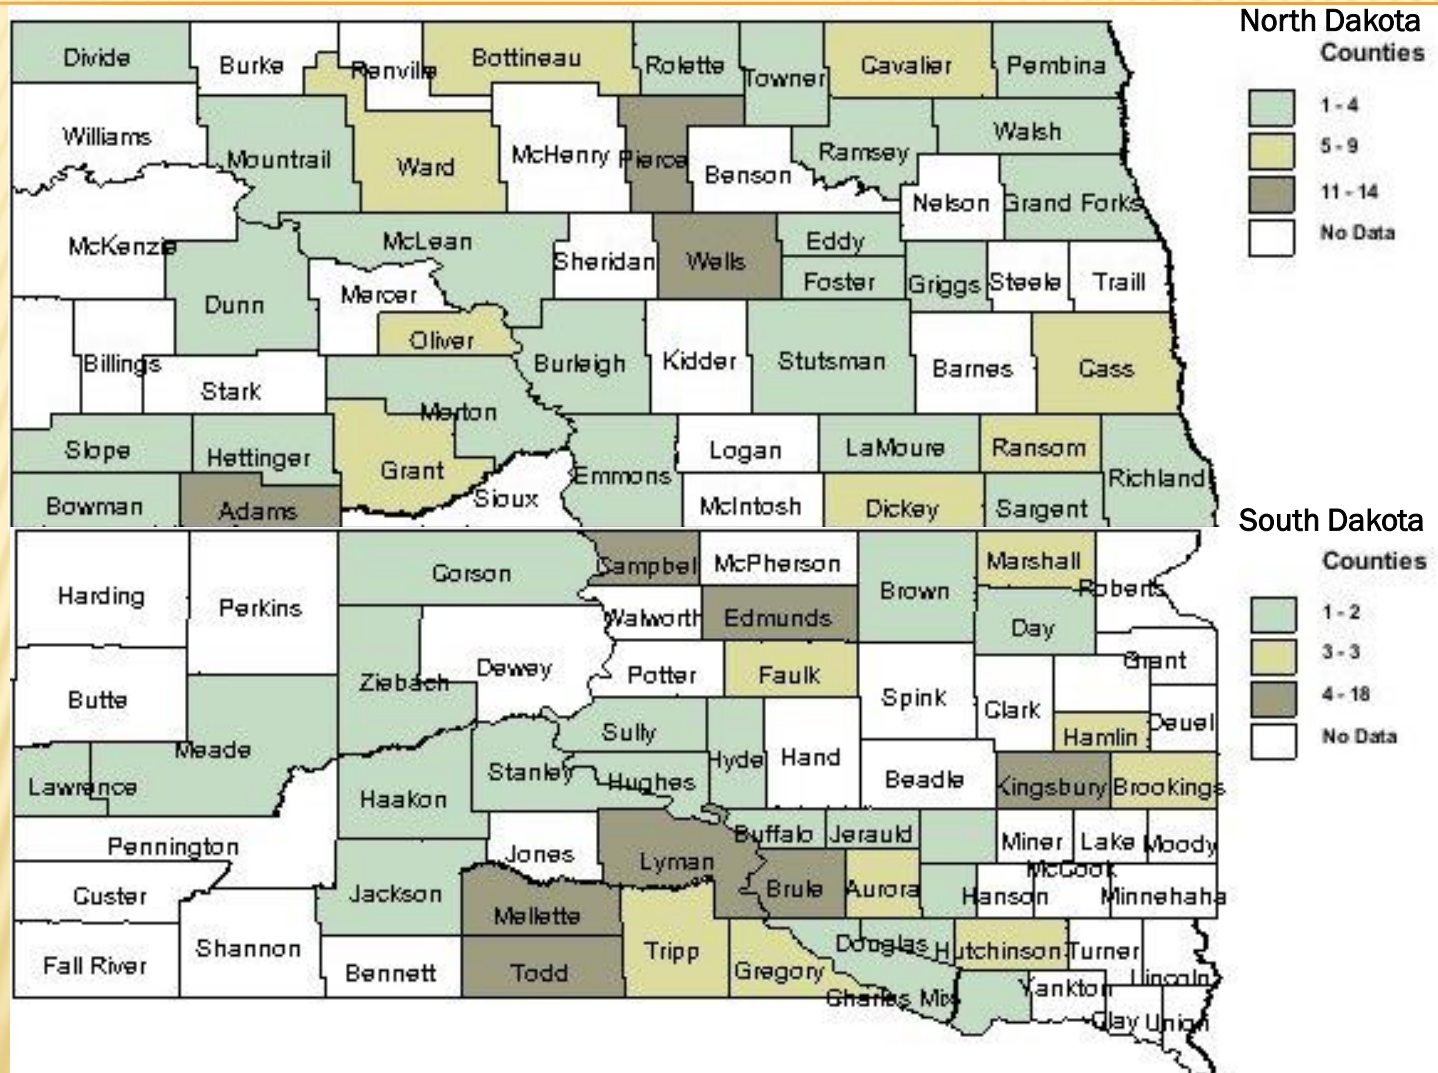 North Dakota
Counties
1 - 4
5 - 9
11 - 14
No Data
Divide Burke Renville Bottineau Rolette Towner Cavalier Pembina
Williams Mountrail Ward McHenry Pierce Benson Ramsey Walsh
Nelson Grand Forks
McKenzie Dunn McLean Sheridan Wells Eddy
Foster Griggs Steele Traill
Mercer
Oliver
Billings Stark Morton Burleigh Kidder Stutsman Barnes Cass
Slope Hettinger Grant Emmons Logan LaMoure Ransom Richland
Bowman Adams Sioux McIntosh Dickey Sargent
South Dakota
Counties
1 - 2
3 - 3
4 - 18
No Data
Harding Perkins Corson Campbel McPherson Brown Marshall Roberts
Walworth Edmunds Day
Butte Ziebach Dewey Potter Faulk Spink Clark Grant
Meade Sully Hyde Hand Hamlin Deuel
Lawrence Haakon Stanley Hughes Beadle Kingsbury Brookings
Pennington Jones Lyman Buffalo Jerauld Miner Lake Moody
Custer Jackson Mellette Brule Aurora Hanson McCook Minnehaha
Fall River Shannon Bennett Todd Tripp Gregory Douglas Hutchinson Turner
Charles Mix Yankton Lincoln
Clay Union